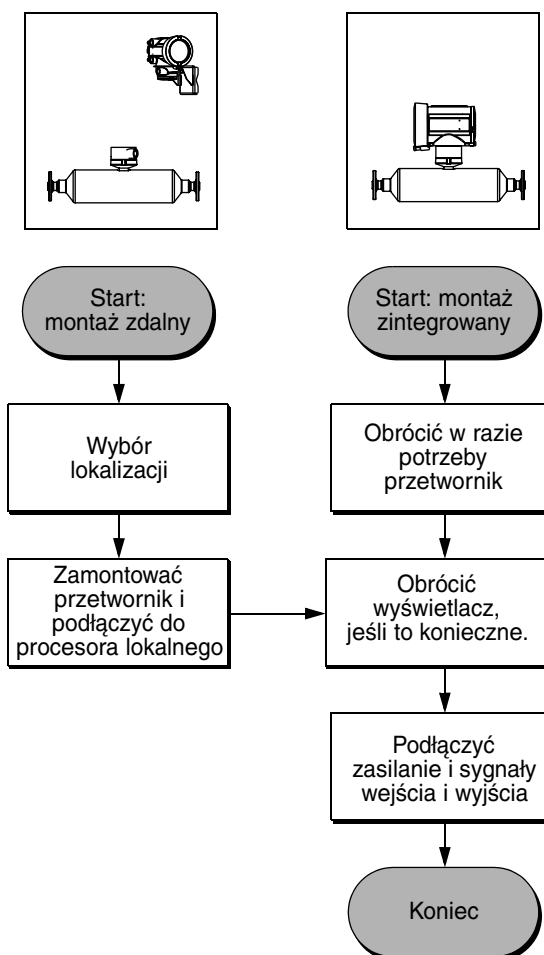 Start:
montaż zdalny
Wybór
lokalizacji
Zamontować
przetwornik i
podłączyć do
procesora lokalnego
Start: montaż
zintegrowany
Obrócić w razie
potrzeby
przetwornik
Obrócić
wyświetlacz,
jeśli to konieczne.
Podłączyć
zasilanie i sygnały
wejścia i wyjścia
Koniec